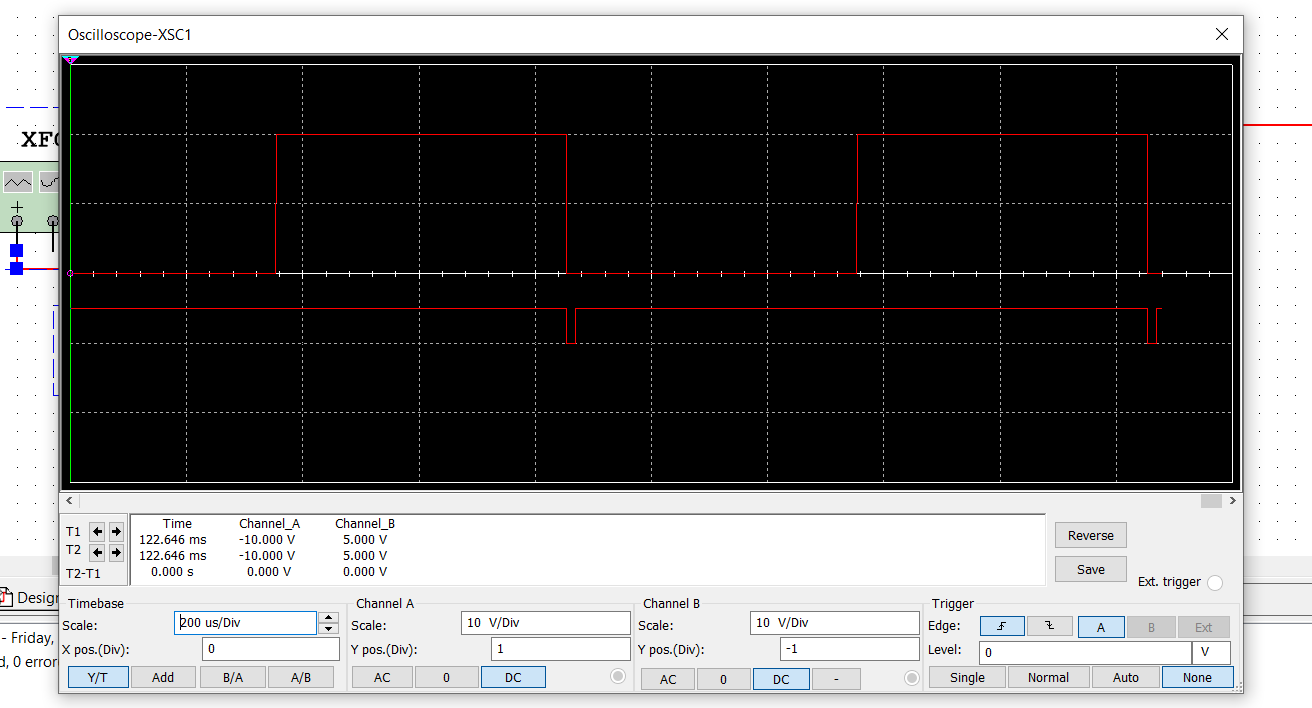 Oscilloscope-XSC1
XFG
T1
T2
T2-T1
Time Channel_A Channel_B
122.646 ms -10.000 V 5.000 V
122.646 ms -10.000 V 5.000 V
0.000 s 0.000 V 0.000 V
Reverse
Save
Ext. trigger
Design
- Friday,
d, 0 error
Timebase
Scale: 200 us/Div
X pos.(Div): 0
Y/T Add B/A A/B
Channel A
Scale: 10 V/Div
Y pos.(Div): 1
AC 0 DC
Channel B
Scale: 10 V/Div
Y pos.(Div): -1
AC 0 DC -
Trigger
Edge: A B Ext
Level: 0 V
Single Normal Auto None